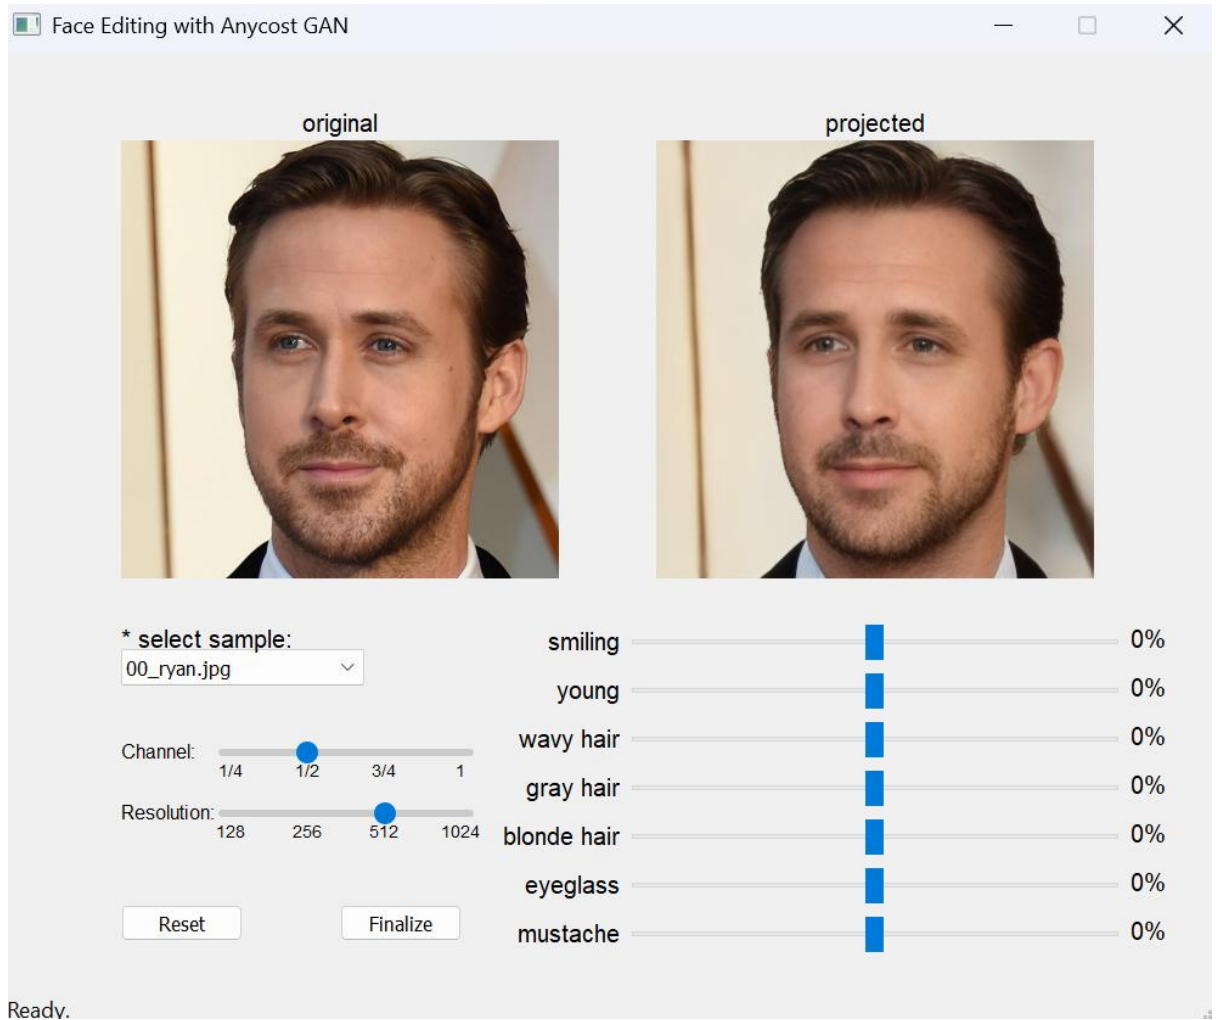 Face Editing with Anycost GAN
original projected
* select sample:
00_ryan.jpg
Channel:
1/4 1/2 3/4 1
Resolution:
128 256 512 1024
Reset Finalize
smiling 0%
young 0%
wavy hair 0%
gray hair 0%
blonde hair 0%
eyeglass 0%
mustache 0%
Ready.